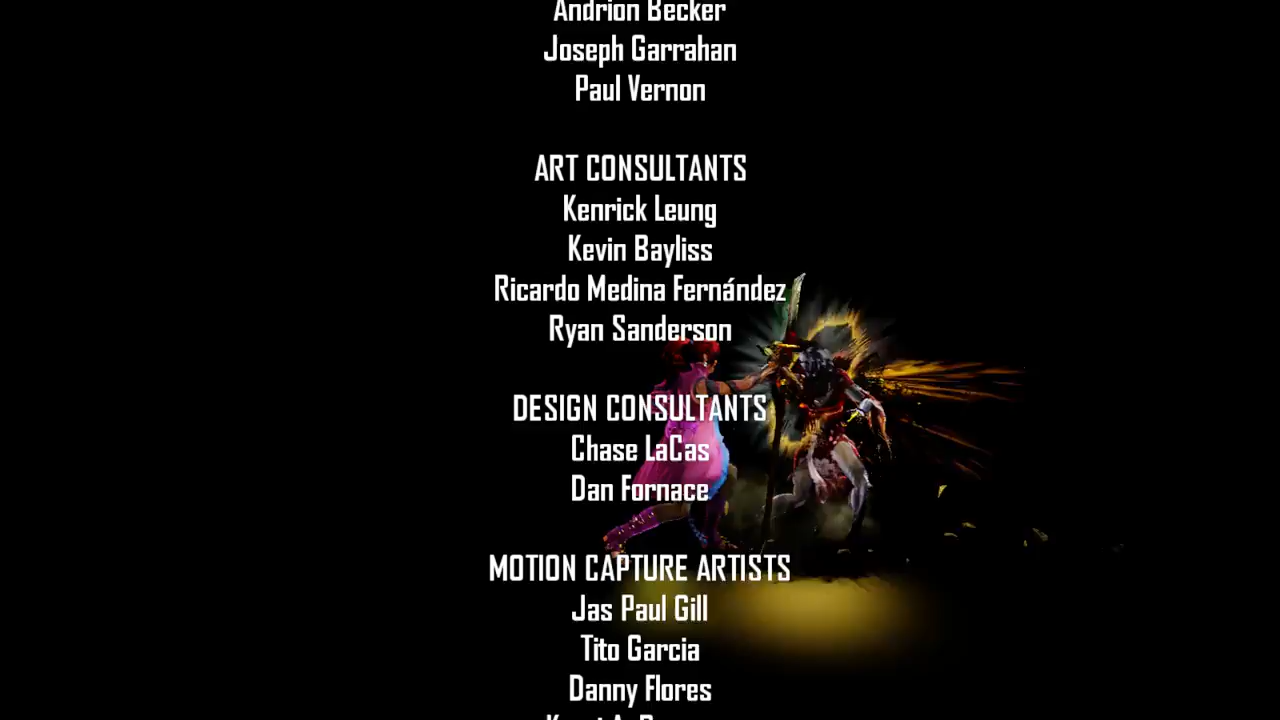 Andrion Becker
Joseph Garrahan
Paul Vernon
ART CONSULTANTS
Kenrick Leung
Kevin Bayliss
Ricardo Medina Fernández
Ryan Sanderson
DESIGN CONSULTANTS
Chase LaCas
Dan Fornace
MOTION CAPTURE ARTISTS
Jas Paul Gill
Tito Garcia
Danny Flores